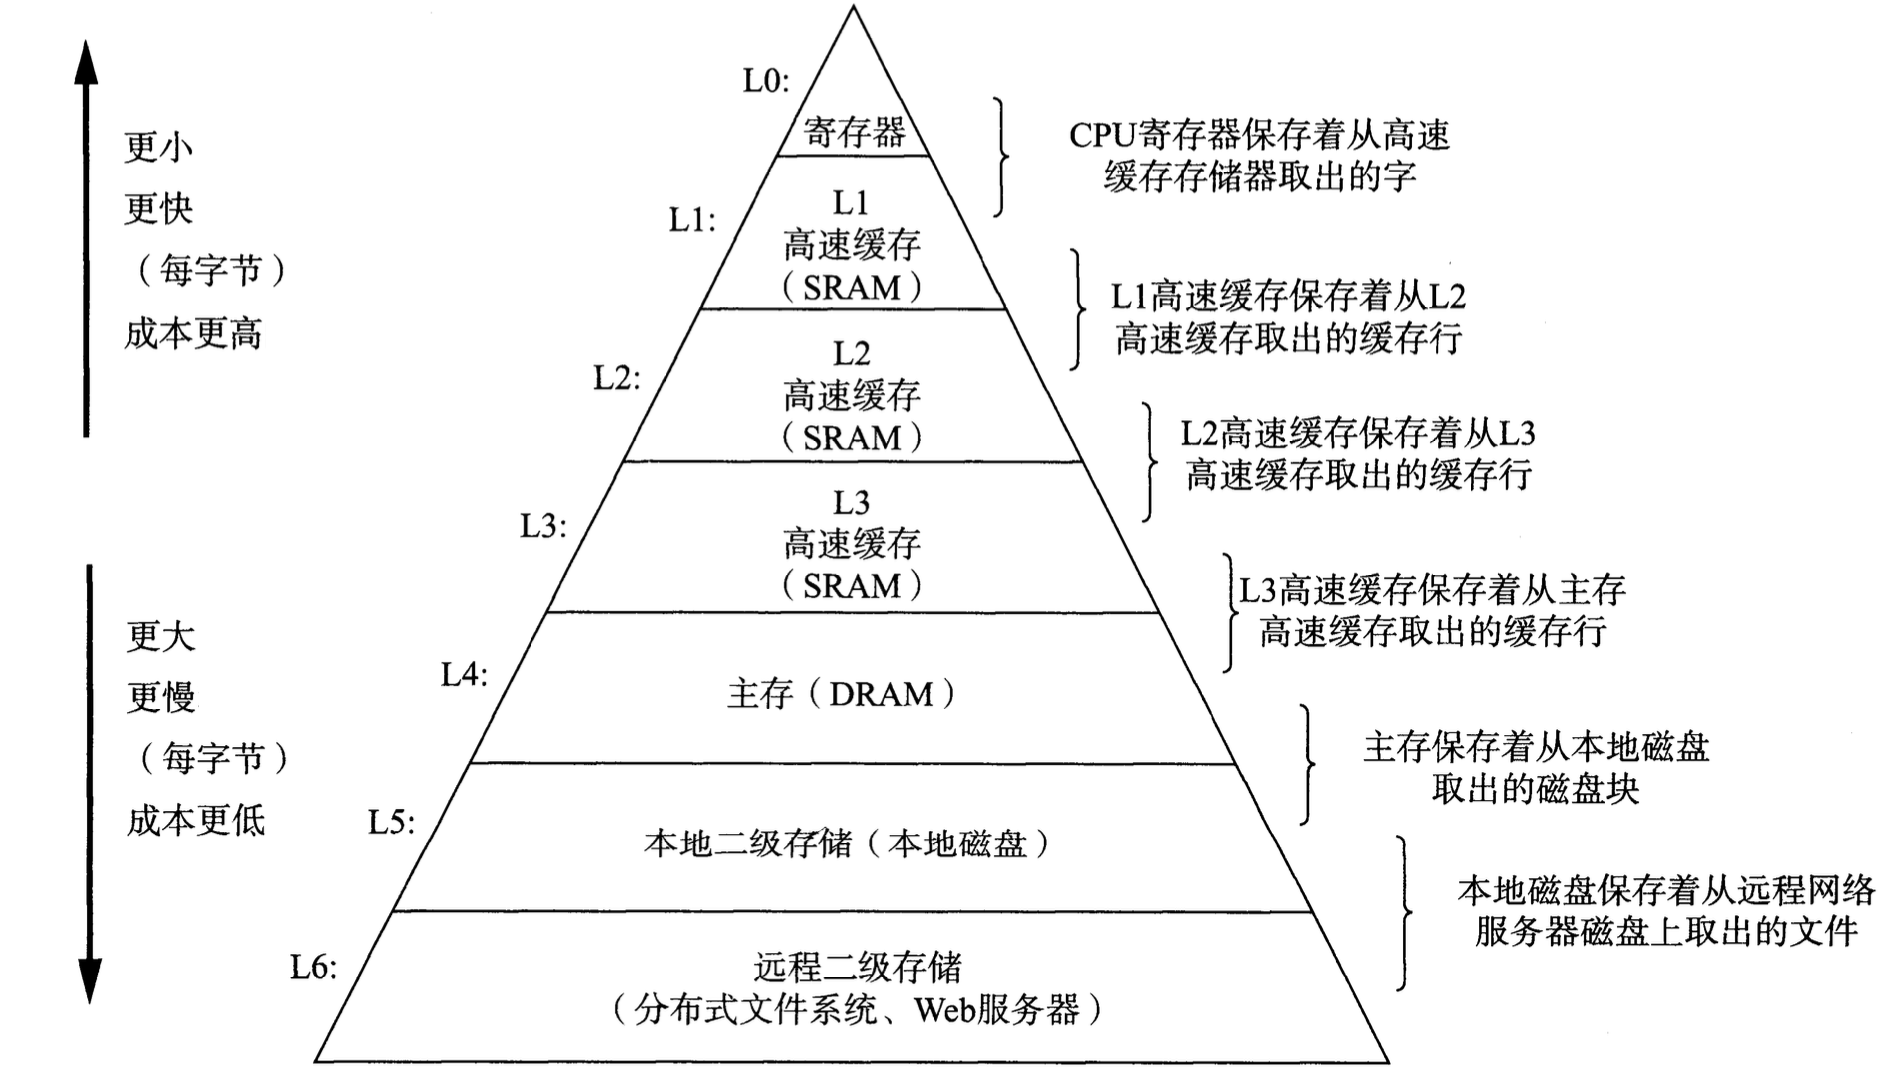 更小
更快
（每字节）
成本更高
更大
更慢
（每字节）
成本更低
L0:
寄存器
L1:
L1
高速缓存
（SRAM）
L2:
L2
高速缓存
（SRAM）
L3:
L3
高速缓存
（SRAM）
L4:
主存（DRAM）
L5:
本地二级存储（本地磁盘）
L6:
远程二级存储
（分布式文件系统、Web服务器）
CPU寄存器保存着从高速
缓存存储器取出的字
L1高速缓存保存着从L2
高速缓存取出的缓存行
L2高速缓存保存着从L3
高速缓存取出的缓存行
L3高速缓存保存着从主存
高速缓存取出的缓存行
主存保存着从本地磁盘
取出的磁盘块
本地磁盘保存着从远程网络
服务器磁盘上取出的文件